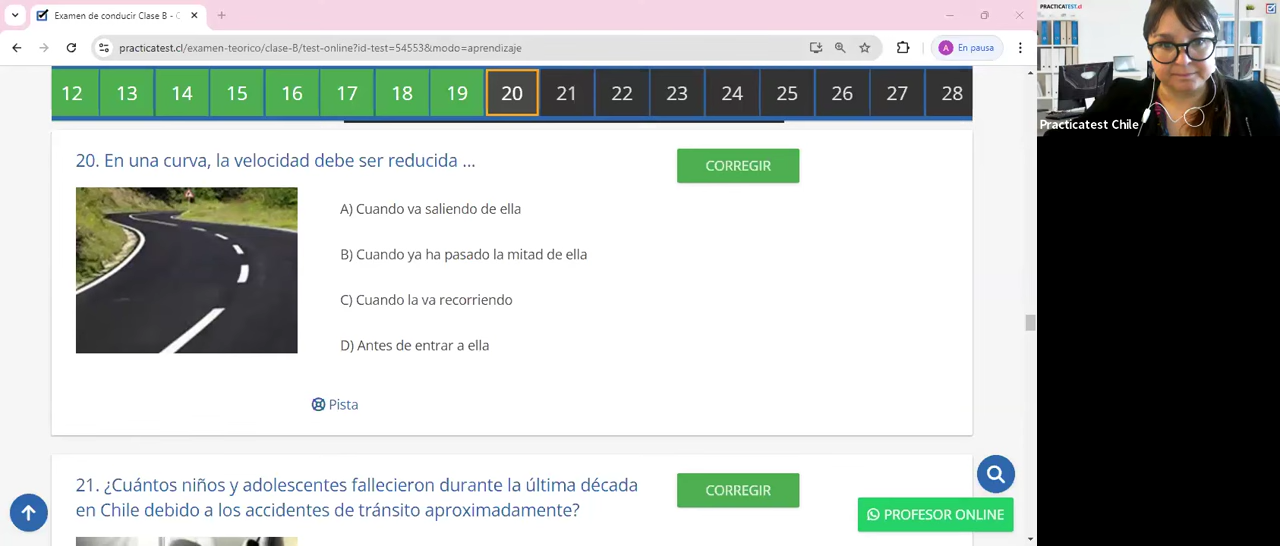 Examen de conducir Clase B - C
practicatest.cl/examen-teorico/clase-B/test-online?id-test=54553&modo=aprendizaje
A En pausa
12 13 14 15 16 17 18 19 20 21 22 23 24 25 26 27 28
20. En una curva, la velocidad debe ser reducida ...
CORREGIR
A) Cuando va saliendo de ella
B) Cuando ya ha pasado la mitad de ella
C) Cuando la va recorriendo
D) Antes de entrar a ella
Pista
21. ¿Cuántos niños y adolescentes fallecieron durante la última década
en Chile debido a los accidentes de tránsito aproximadamente?
CORREGIR
PROFESOR ONLINE
PRACTICATEST.cl
Practicatest Chile